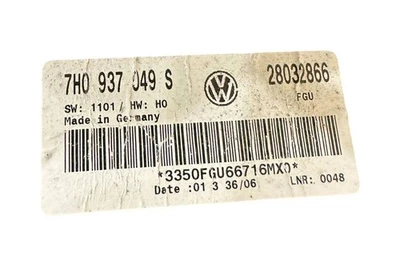 7H0 937 049 S 28032866
SW: 1101/ HW: H0 FGU
Made in Germany
*3350FGU66716MX0*
Date :01 3 36/06 LNR: 0048